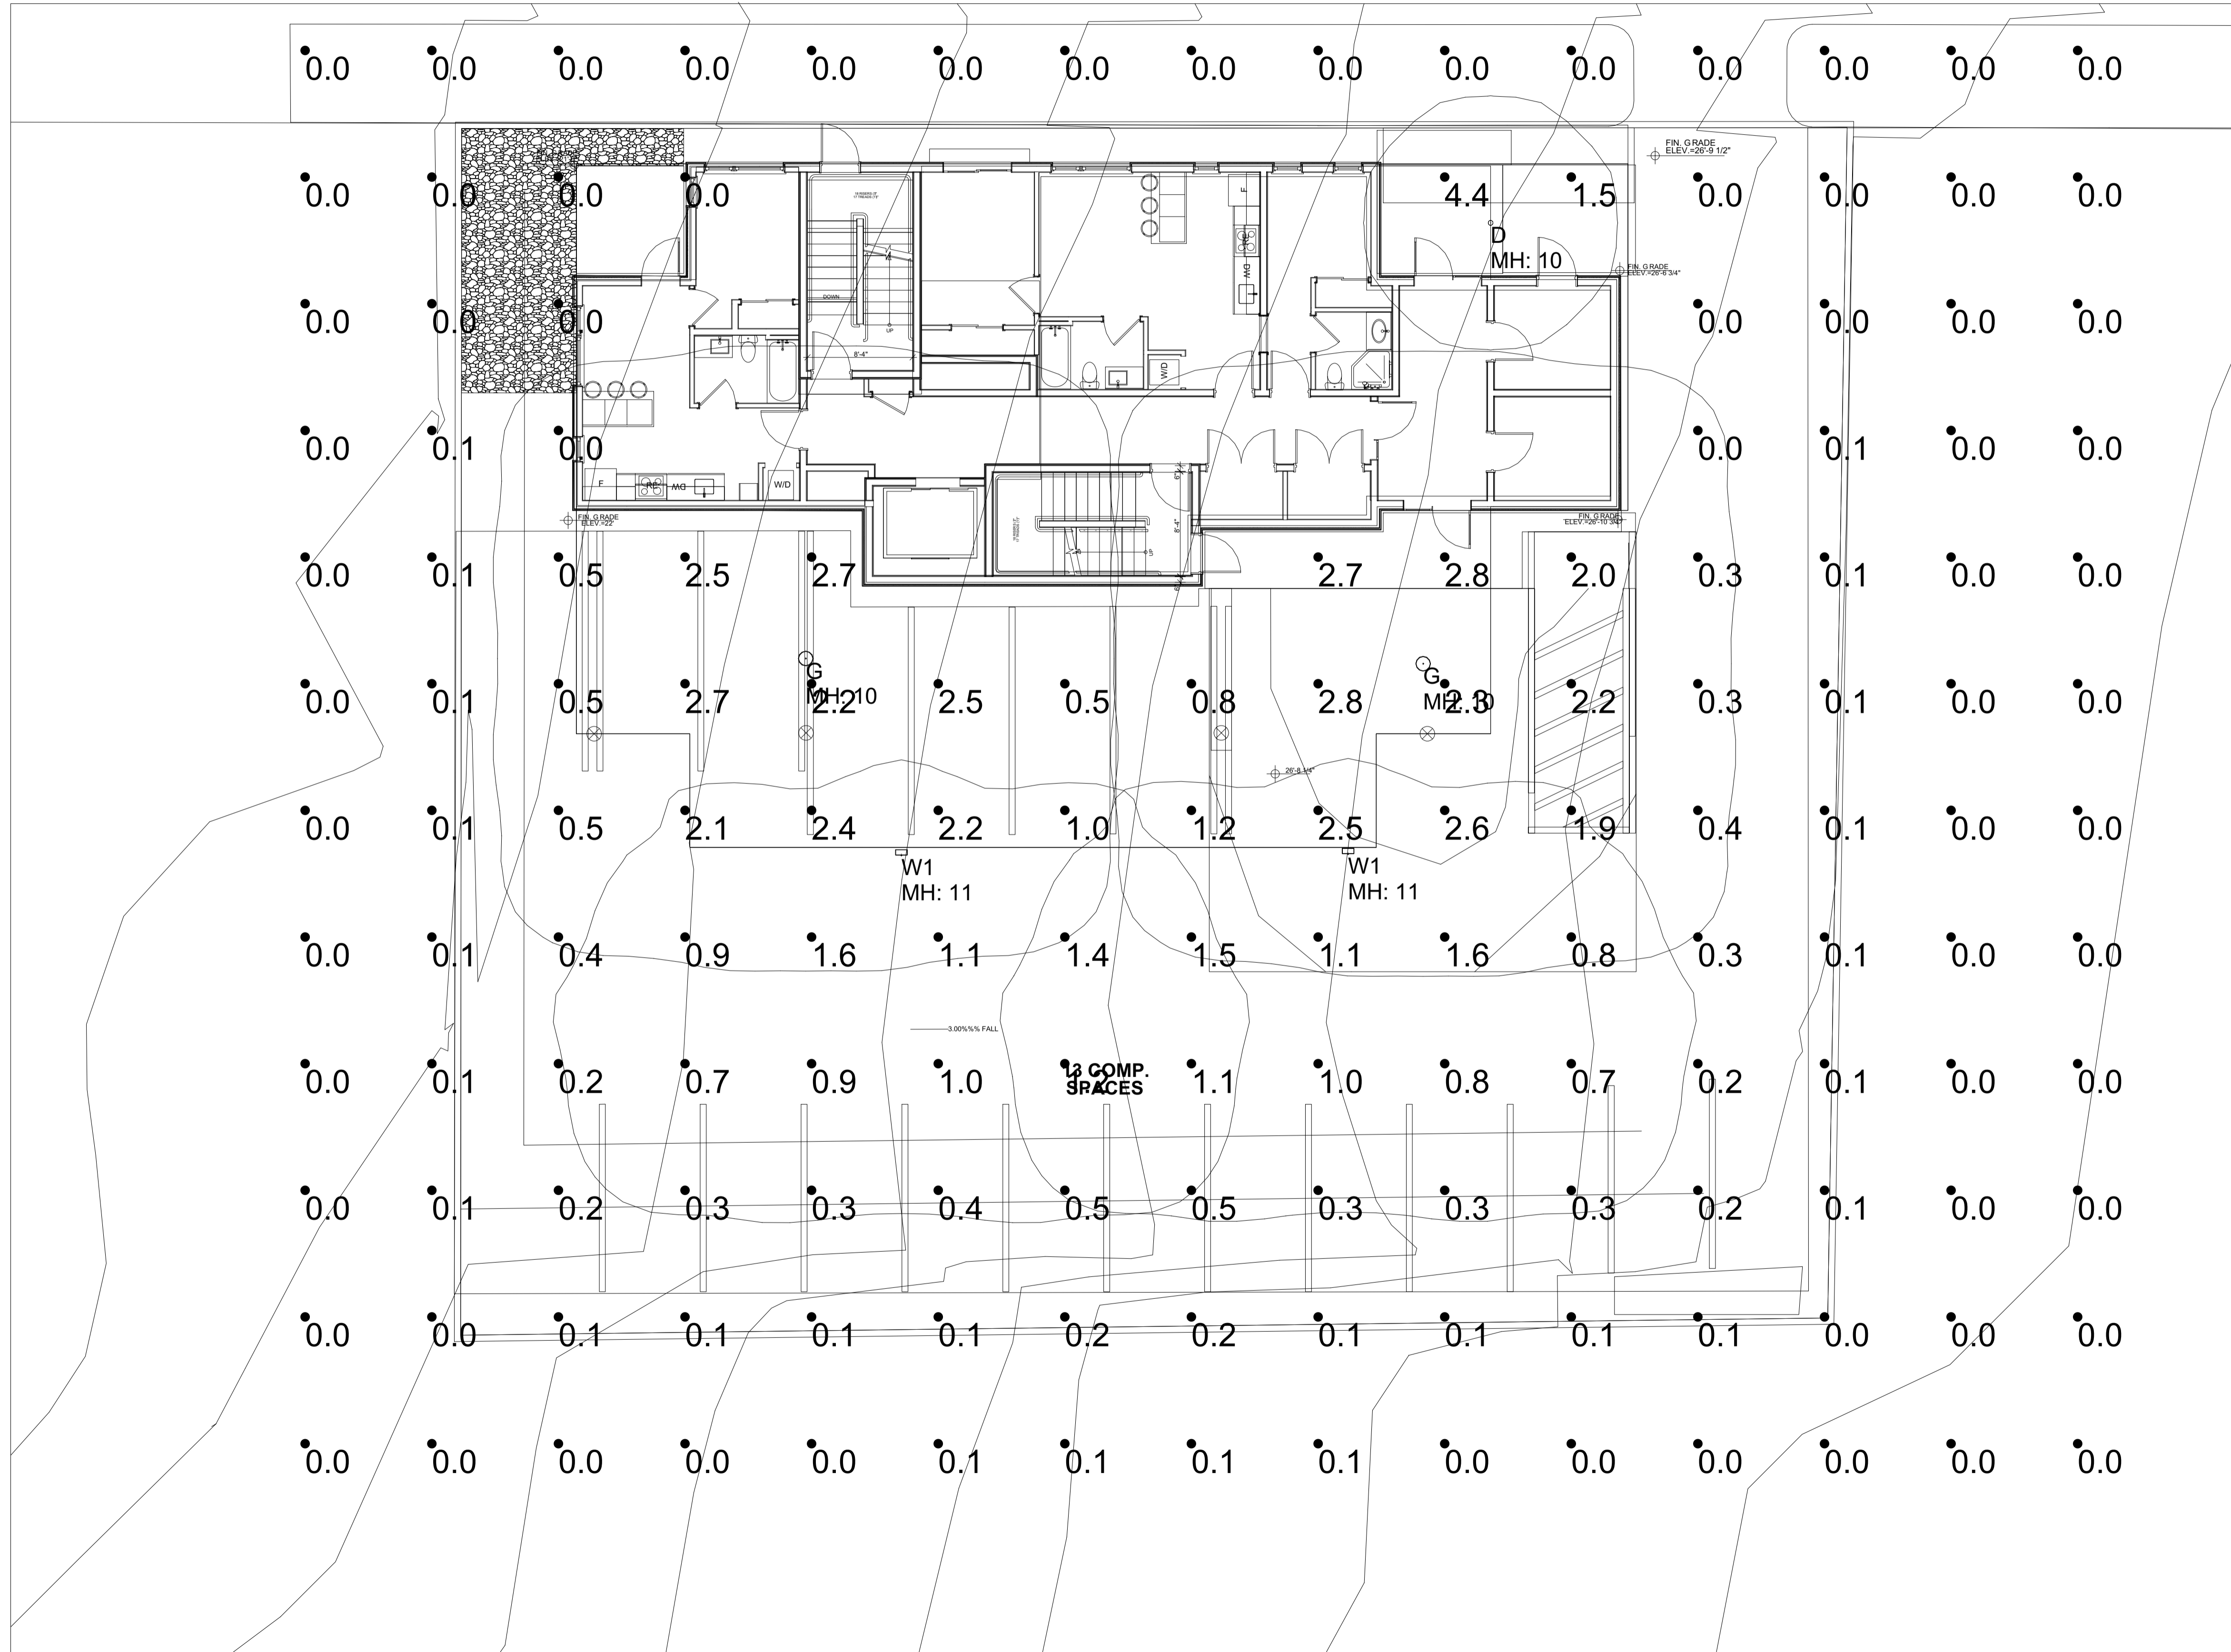 0.0 0.0 0.0 0.0 0.0 0.0 0.0 0.0 0.0 0.0 0.0 0.0 0.0 0.0 0.0
FIN. GRADE
ELEV.=26'-9 1/2"
0.0 0.0 0.0 0.0 4.4 1.5 0.0 0.0 0.0 0.0
F
RE
DW
D
MH: 10
FIN. GRADE
ELEV.=26'-6 3/4"
DOWN
UP
0.0 0.0 0.0 0.0 0.0 0.0 0.0
8'-4"
W/D
0.0 0.1 0.0 0.0 0.1 0.0 0.0
F
RE
DW
W/D
6"
FIN. GRADE
ELEV.=22'
8'-4"
FIN. GRADE
ELEV.=26'-10 3/4"
UP
0.0 0.1 0.5 2.5 2.7 2.7 2.8 2.0 0.3 0.1 0.0 0.0
6"
G
MH: 10
G
MH: 10
0.0 0.1 0.5 2.7 2.2 2.5 0.5 0.8 2.8 2.3 2.2 0.3 0.1 0.0 0.0
26'-8 1/4"
0.0 0.1 0.5 2.1 2.4 2.2 1.0 1.2 2.5 2.6 1.9 0.4 0.1 0.0 0.0
W1
MH: 11
W1
MH: 11
0.0 0.1 0.4 0.9 1.6 1.1 1.4 1.5 1.1 1.6 0.8 0.3 0.1 0.0 0.0
3.00%%% FALL
13 COMP.
SPACES
0.0 0.1 0.2 0.7 0.9 1.0 1.2 1.1 1.0 0.8 0.7 0.2 0.1 0.0 0.0
0.0 0.1 0.2 0.3 0.3 0.4 0.5 0.5 0.3 0.3 0.3 0.2 0.1 0.0 0.0
0.0 0.0 0.1 0.1 0.1 0.1 0.2 0.2 0.1 0.1 0.1 0.1 0.0 0.0 0.0
0.0 0.0 0.0 0.0 0.0 0.1 0.1 0.1 0.1 0.0 0.0 0.0 0.0 0.0 0.0